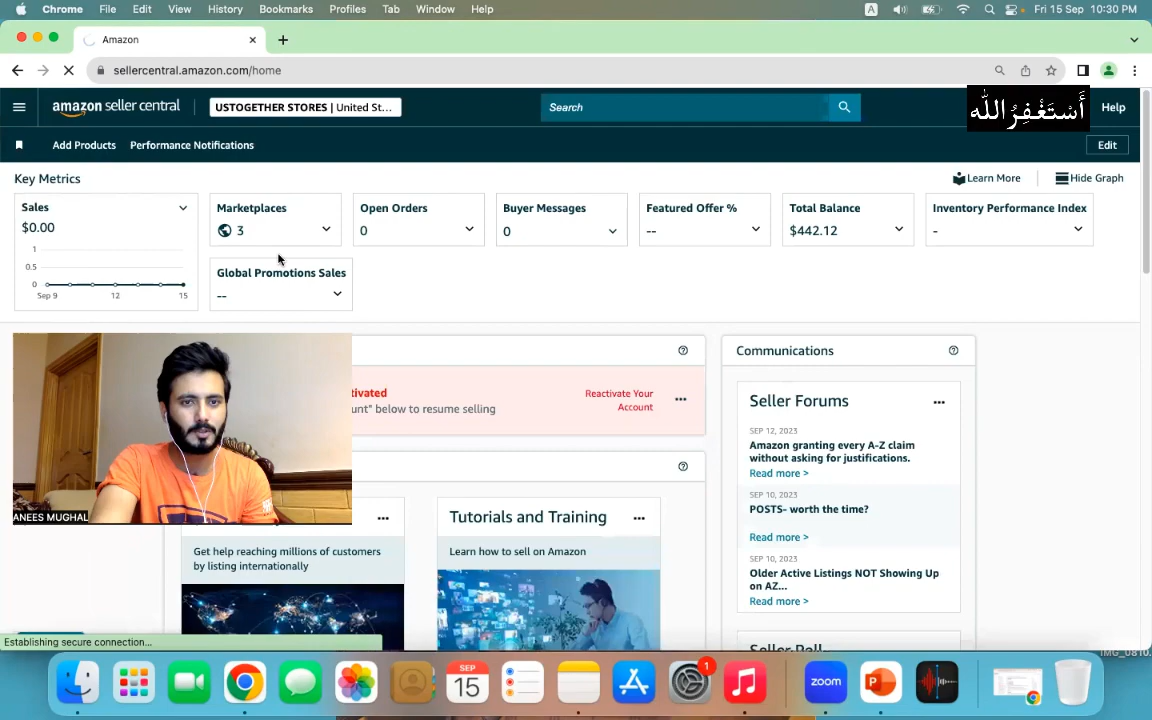 Chrome File Edit View History Bookmarks Profiles Tab Window Help
A Fri 15 Sep 10:30 PM
Amazon
sellercentral.amazon.com/home
amazon seller central
USTOGETHER STORES | United St...
Search
أَسْتَغْفِرُ اللّٰه
Help
Add Products Performance Notifications
Edit
Key Metrics
Learn More
Hide Graph
Sales
$0.00
1
0.5
0
Sep 9 12 15
Marketplaces
3
Open Orders
0
Buyer Messages
0
Featured Offer %
--
Total Balance
$442.12
Inventory Performance Index
-
Global Promotions Sales
--
tivated
unt" below to resume selling
Reactivate Your
Account
ANEES MUGHAL
Get help reaching millions of customers
by listing internationally
Tutorials and Training
Learn how to sell on Amazon
Communications
Seller Forums
SEP 12, 2023
Amazon granting every A-Z claim
without asking for justifications.
Read more >
SEP 10, 2023
POSTS- worth the time?
Read more >
SEP 10, 2023
Older Active Listings NOT Showing Up
on AZ...
Read more >
Seller Poll
Establishing secure connection...
IMG_0810.
SEP
15
1
zoom
P